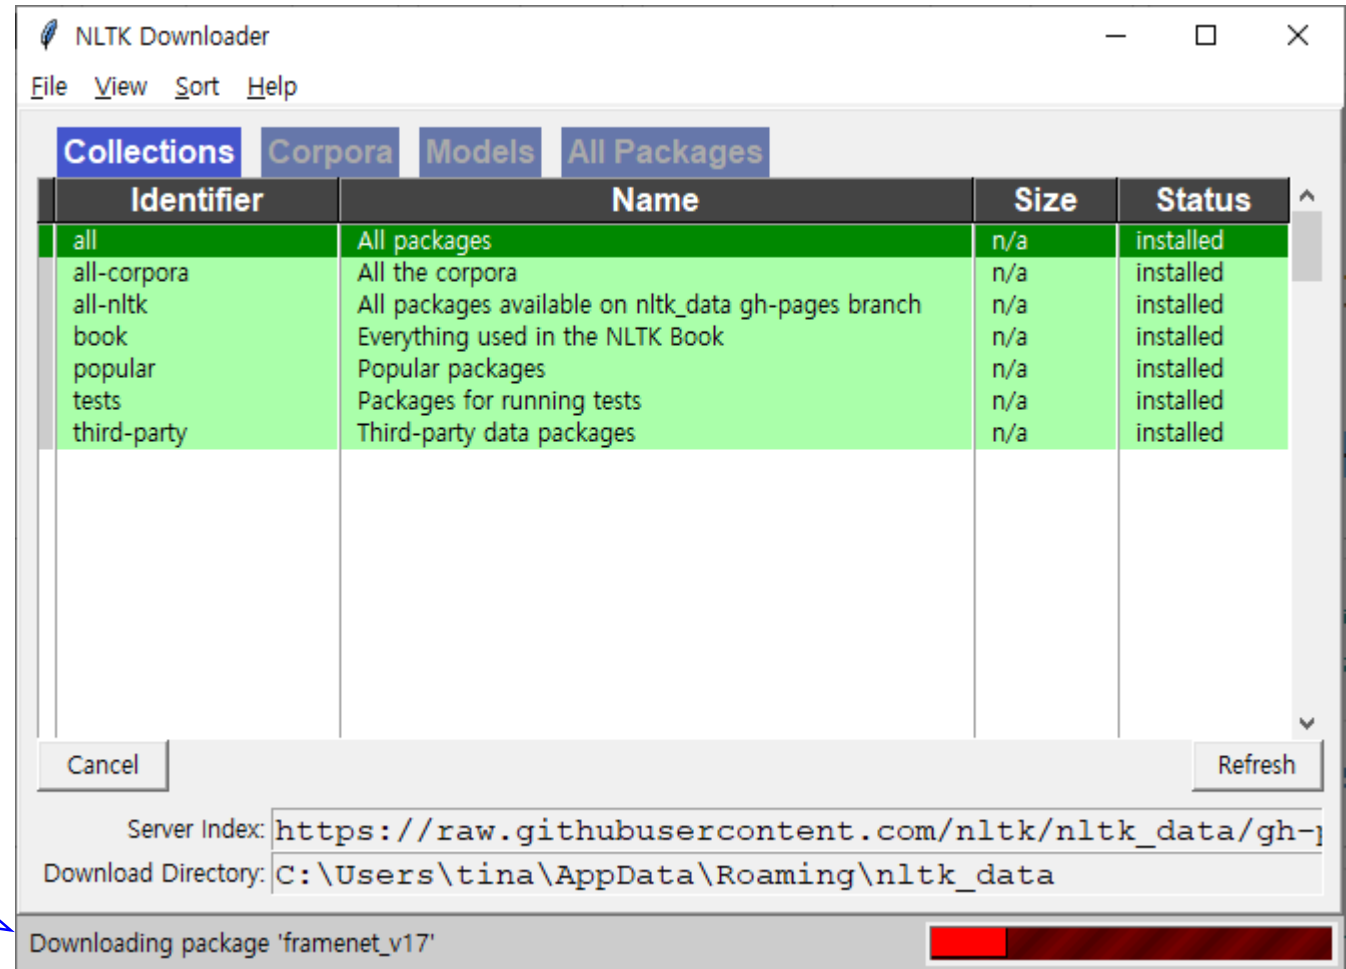 NLTK Downloader
File View Sort Help
Collections Corpora Models All Packages
Identifier Name Size Status
all All packages n/a installed
all-corpora All the corpora n/a installed
all-nltk All packages available on nltk_data gh-pages branch n/a installed
book Everything used in the NLTK Book n/a installed
popular Popular packages n/a installed
tests Packages for running tests n/a installed
third-party Third-party data packages n/a installed
Cancel Refresh
Server Index: https://raw.githubusercontent.com/nltk/nltk_data/gh-p
Download Directory: C:\Users\tina\AppData\Roaming\nltk_data
Downloading package 'framenet_v17'